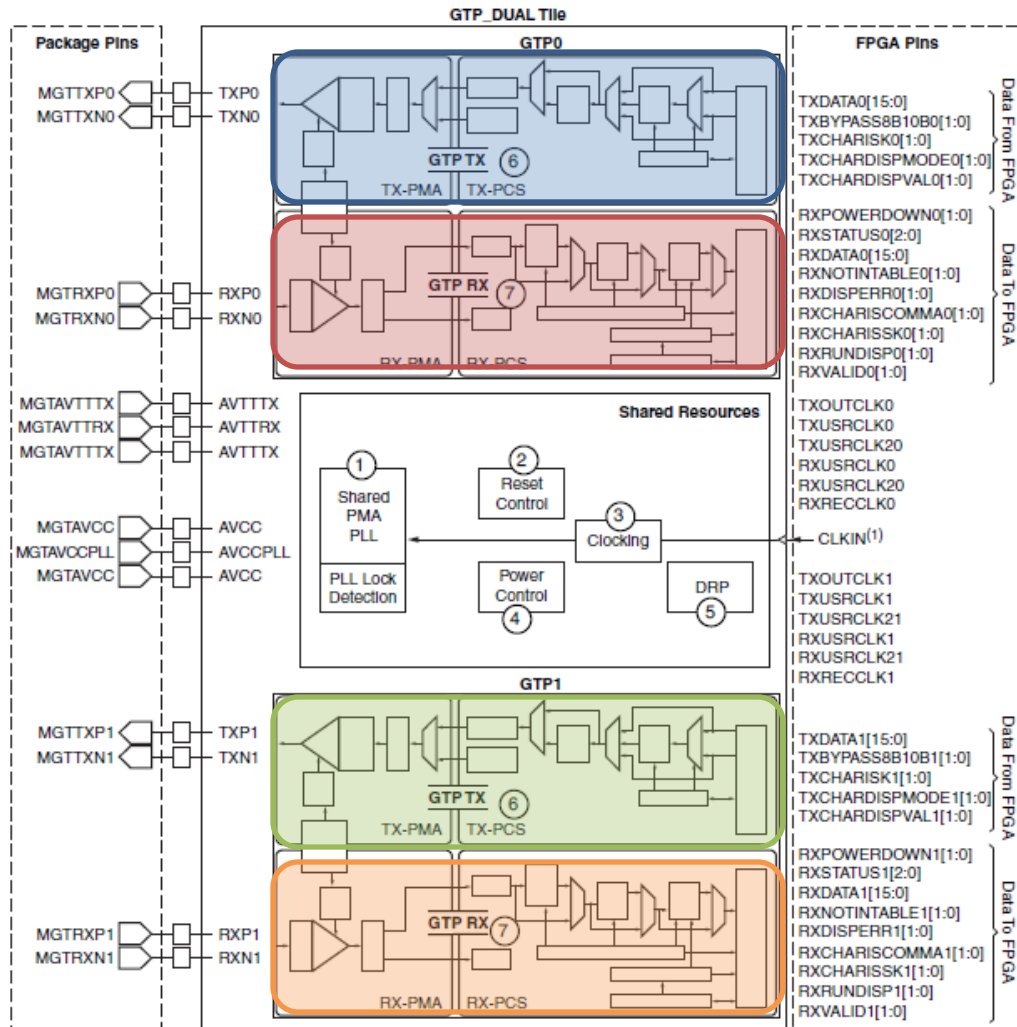 GTP_DUAL Tile
Package Pins
GTP0
FPGA Pins
MGTTXP0
TXP0
MGTTXN0
TXN0
GTP TX
6
TX-PMA
TX-PCS
TXDATA0[15:0]
TXBYPASS8B10B0[1:0]
TXCHARISK0[1:0]
TXCHARDISPMODE0[1:0]
TXCHARDISPVAL0[1:0]
Data From FPGA
MGTRXP0
RXP0
MGTRXN0
RXN0
GTP RX
7
RX-PMA
RX-PCS
RXPOWERDOWN0[1:0]
RXSTATUS0[2:0]
RXDATA0[15:0]
RXNOTINTABLE0[1:0]
RXDISPERR0[1:0]
RXCHARISCOMMA0[1:0]
RXCHARISSK0[1:0]
RXRUNDISP0[1:0]
RXVALID0[1:0]
Data To FPGA
MGTAVTTTX
AVTTTX
MGTAVTTRX
AVTTRX
MGTAVTTTX
AVTTTX
MGTAVCC
AVCC
MGTAVCCPLL
AVCCPLL
MGTAVCC
AVCC
Shared Resources
1
Shared
PMA
PLL
PLL Lock
Detection
2
Reset
Control
3
Clocking
Power
Control
4
DRP
5
TXOUTCLK0
TXUSRCLK0
TXUSRCLK20
RXUSRCLK0
RXUSRCLK20
RXRECCLK0
CLKIN(1)
TXOUTCLK1
TXUSRCLK1
TXUSRCLK21
RXUSRCLK1
RXUSRCLK21
RXRECCLK1
GTP1
MGTTXP1
TXP1
MGTTXN1
TXN1
GTP TX
6
TX-PMA
TX-PCS
TXDATA1[15:0]
TXBYPASS8B10B1[1:0]
TXCHARISK1[1:0]
TXCHARDISPMODE1[1:0]
TXCHARDISPVAL1[1:0]
Data From FPGA
MGTRXP1
RXP1
MGTRXN1
RXN1
GTP RX
7
RX-PMA
RX-PCS
RXPOWERDOWN1[1:0]
RXSTATUS1[2:0]
RXDATA1[15:0]
RXNOTINTABLE1[1:0]
RXDISPERR1[1:0]
RXCHARISCOMMA1[1:0]
RXCHARISSK1[1:0]
RXRUNDISP1[1:0]
RXVALID1[1:0]
Data To FPGA